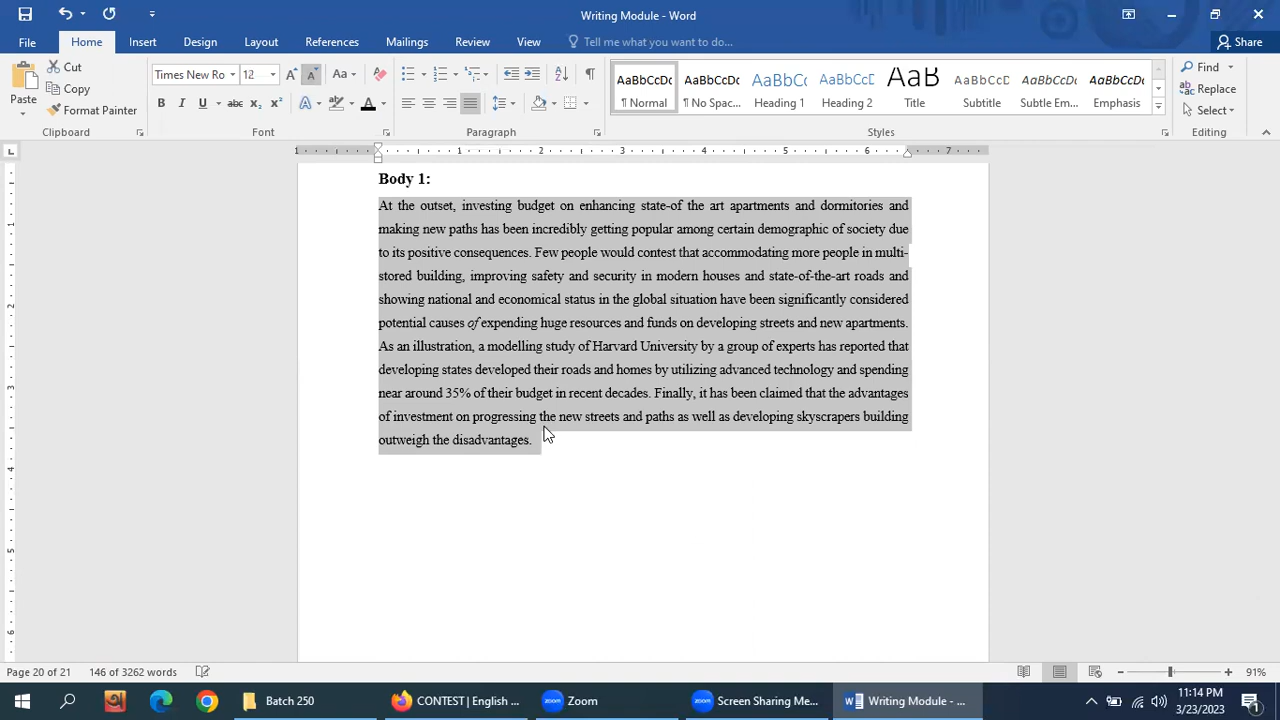 Writing Module - Word
File Home Insert Design Layout References Mailings Review View Tell me what you want to do... Share
Cut
Copy
Format Painter
Paste
Times New Ro 12
AaBbCcDc AaBbCcDc AaBbCc AaBbCcE AaB AaBbCcD AaBbCcDt AaBbCcDt
¶ Normal ¶ No Spac... Heading Heading 2 Title Subtitle Subtle Em... Emphasis
Find
Replace
Select
Clipboard Font Paragraph Styles Editing
1 1 2 3 4 5 6 7
Body 1:
At the outset, investing budget on enhancing state-of the art apartments and dormitories and
making new paths has been incredibly getting popular among certain demographic of society due
to its positive consequences. Few people would contest that accommodating more people in multi-
stored building, improving safety and security in modern houses and state-of-the-art roads and
showing national and economical status in the global situation have been significantly considered
potential causes of expending huge resources and funds on developing streets and new apartments.
As an illustration, a modelling study of Harvard University by a group of experts has reported that
developing states developed their roads and homes by utilizing advanced technology and spending
near around 35% of their budget in recent decades. Finally, it has been claimed that the advantages
of investment on progressing the new streets and paths as well as developing skyscrapers building
outweigh the disadvantages.
Page 20 of 21 146 of 3262 words 91%
Batch 250 CONTEST | English ... Zoom Screen Sharing Me... Writing Module - ...
11:14 PM
3/23/2023